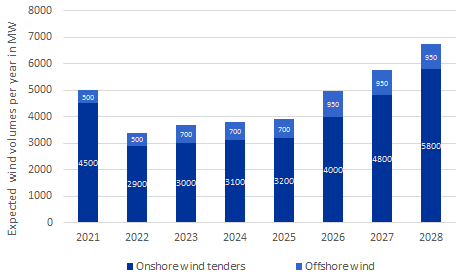 Expected wind volumes per year in MW
8000
7000
6000
5000
4000
3000
2000
1000
0
500 500 700 700 700 950 950 950
4500 2900 3000 3100 3200 4000 4800 5800
2021 2022 2023 2024 2025 2026 2027 2028
Onshore wind tenders Offshore wind